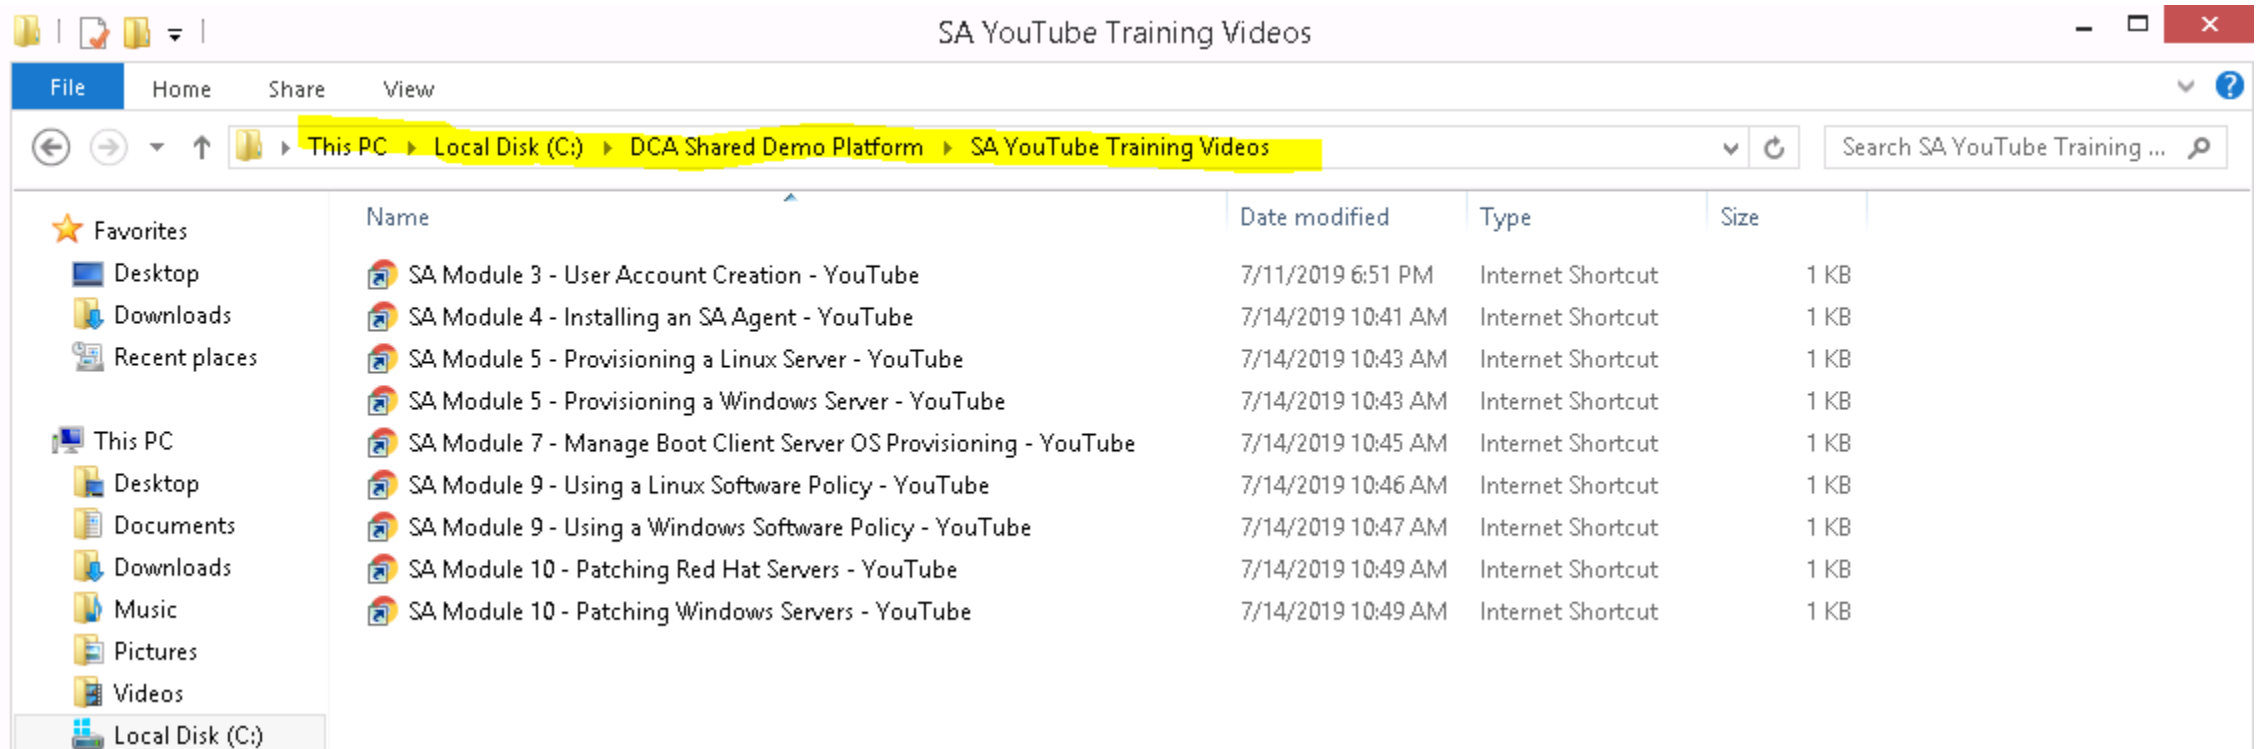 SA YouTube Training Videos
File Home Share View
This PC Local Disk (C:) DCA Shared Demo Platform SA YouTube Training Videos Search SA YouTube Training ...
Name Date modified Type Size
Favorites
Desktop
Downloads
Recent places
This PC
Desktop
Documents
Downloads
Music
Pictures
Videos
Local Disk (C:)
SA Module 3 - User Account Creation - YouTube 7/11/2019 6:51 PM Internet Shortcut 1 KB
SA Module 4 - Installing an SA Agent - YouTube 7/14/2019 10:41 AM Internet Shortcut 1 KB
SA Module 5 - Provisioning a Linux Server - YouTube 7/14/2019 10:43 AM Internet Shortcut 1 KB
SA Module 5 - Provisioning a Windows Server - YouTube 7/14/2019 10:43 AM Internet Shortcut 1 KB
SA Module 7 - Manage Boot Client Server OS Provisioning - YouTube 7/14/2019 10:45 AM Internet Shortcut 1 KB
SA Module 9 - Using a Linux Software Policy - YouTube 7/14/2019 10:46 AM Internet Shortcut 1 KB
SA Module 9 - Using a Windows Software Policy - YouTube 7/14/2019 10:47 AM Internet Shortcut 1 KB
SA Module 10 - Patching Red Hat Servers - YouTube 7/14/2019 10:49 AM Internet Shortcut 1 KB
SA Module 10 - Patching Windows Servers - YouTube 7/14/2019 10:49 AM Internet Shortcut 1 KB